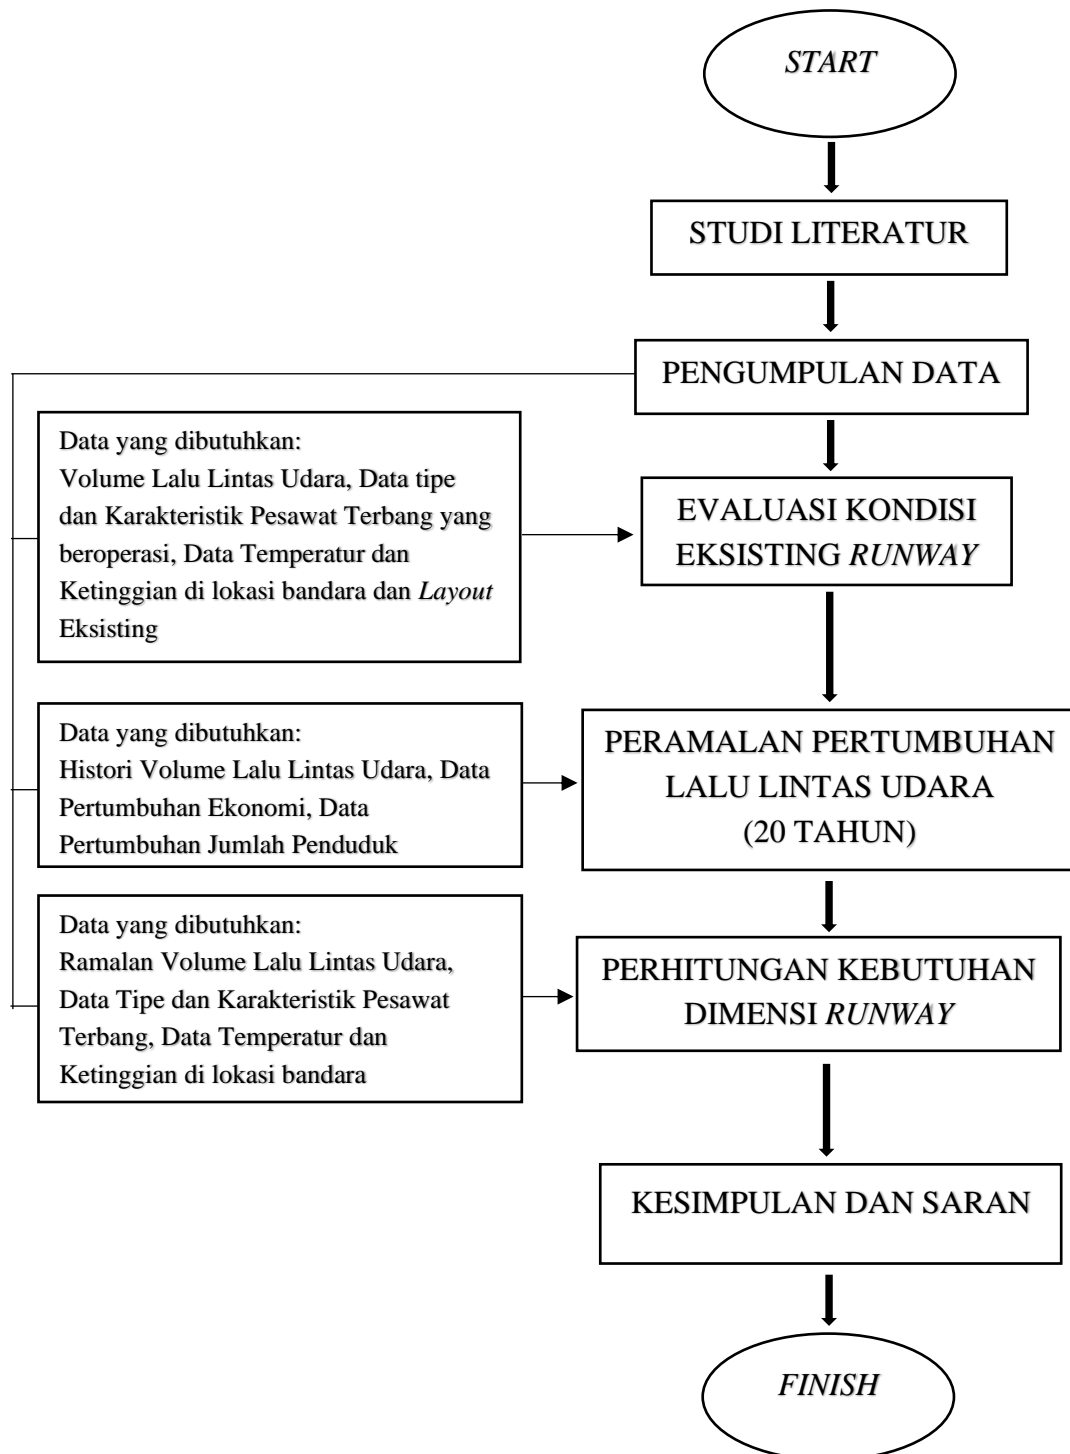 START
STUDI LITERATUR
PENGUMPULAN DATA
Data yang dibutuhkan:
Volume Lalu Lintas Udara, Data tipe
dan Karakteristik Pesawat Terbang yang
beroperasi, Data Temperatur dan
Ketinggian di lokasi bandara dan Layout
Eksisting
EVALUASI KONDISI
EKSISTING RUNWAY
Data yang dibutuhkan:
Histori Volume Lalu Lintas Udara, Data
Pertumbuhan Ekonomi, Data
Pertumbuhan Jumlah Penduduk
PERAMALAN PERTUMBUHAN
LALU LINTAS UDARA
(20 TAHUN)
Data yang dibutuhkan:
Ramalan Volume Lalu Lintas Udara,
Data Tipe dan Karakteristik Pesawat
Terbang, Data Temperatur dan
Ketinggian di lokasi bandara
PERHITUNGAN KEBUTUHAN
DIMENSI RUNWAY
KESIMPULAN DAN SARAN
FINISH